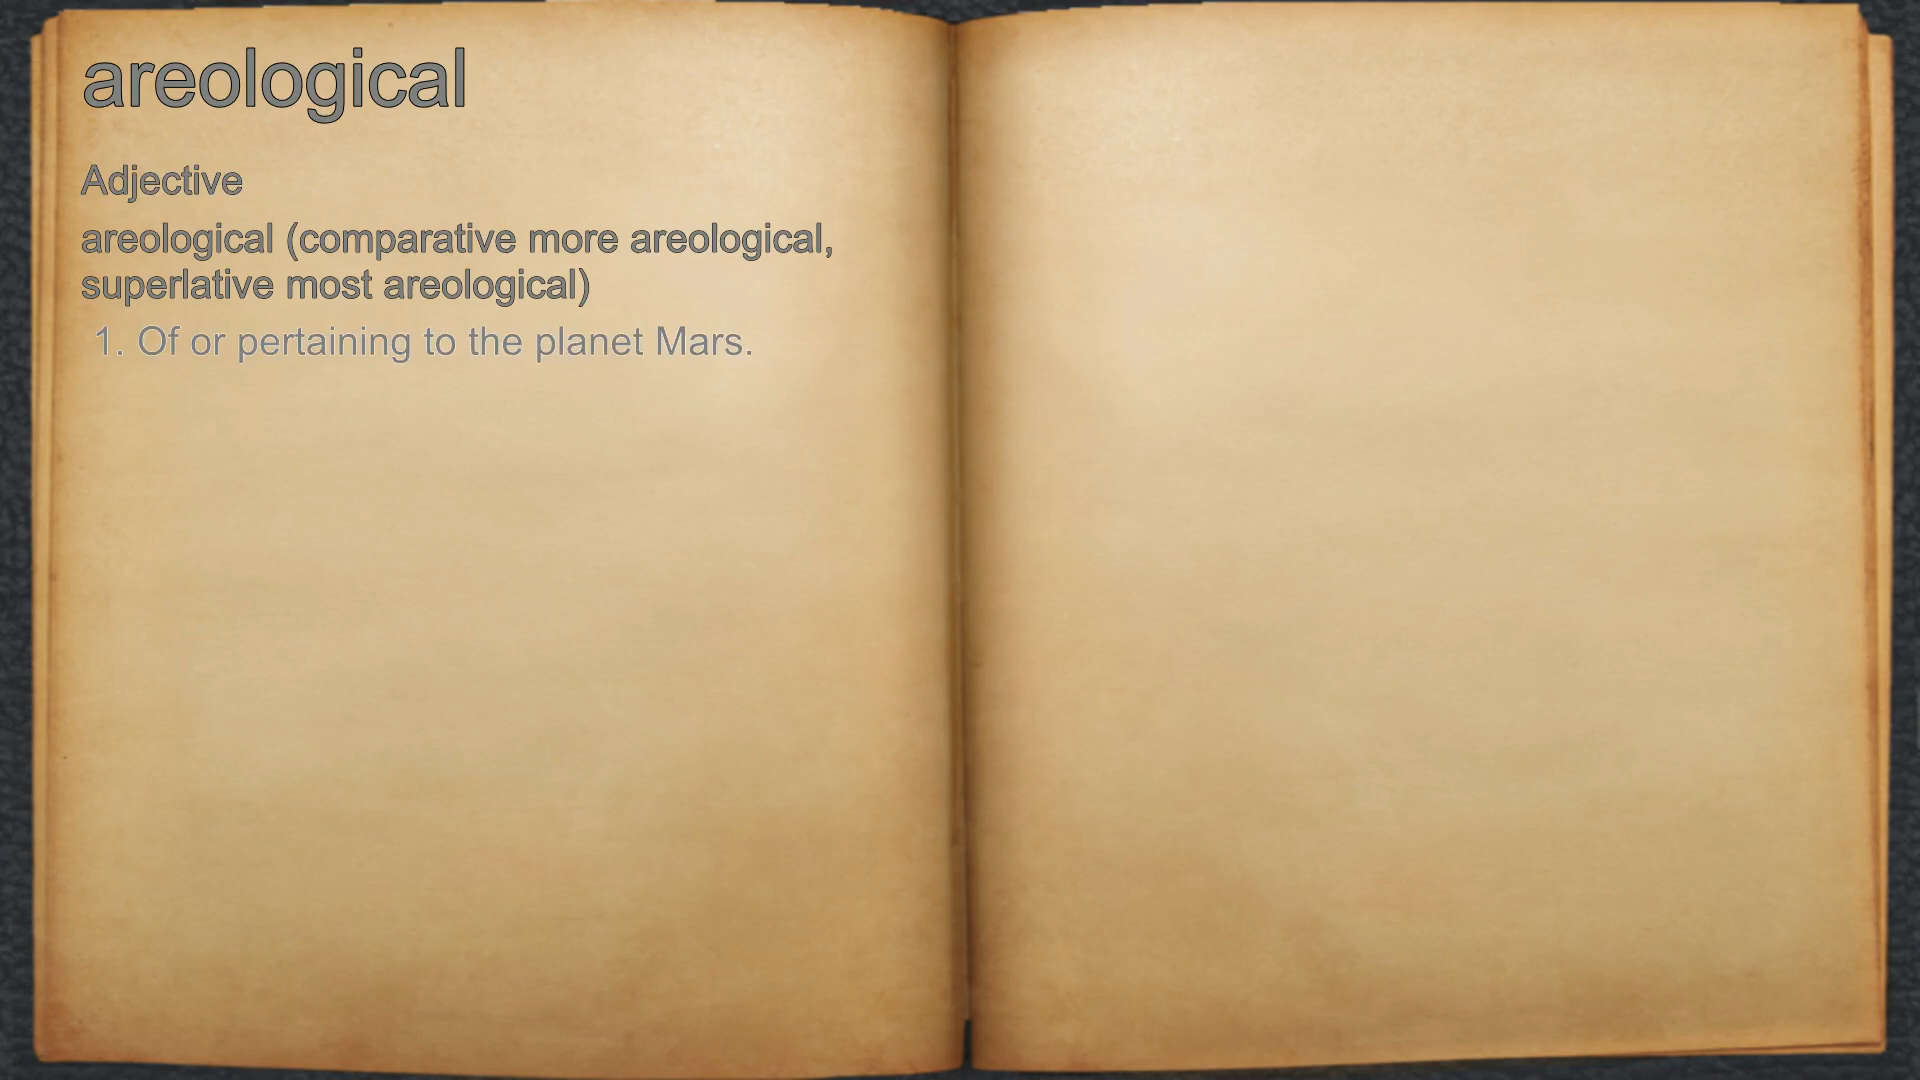 areological
Adjective
areological (comparative more areological,
superlative most areological)
1. Of or pertaining to the planet Mars.